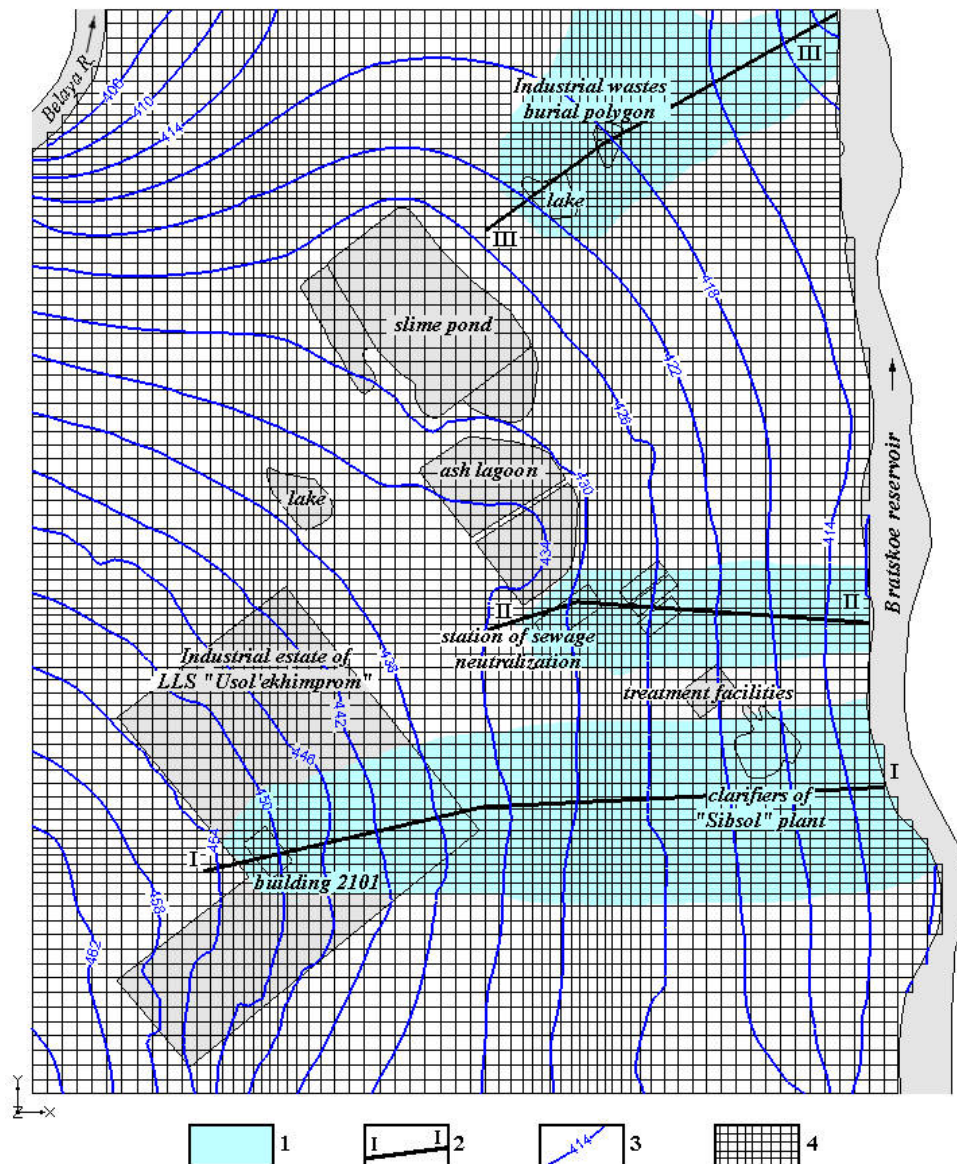 Belaya R.
406
410
414
III
Industrial wastes
burial polygon
lake
III
slime pond
418
422
426
Bratskoe reservoir
ash lagoon
430
lake
434
414
II
II
station of sewage
neutralization
Industrial estate of
LLS "Usol'ekhimprom"
438
442
treatment facilities
446
450
I
clarifiers of
"Sibsol" plant
454
I
building 2101
458
462
Y
Z X
1
I I 2
414 3
4